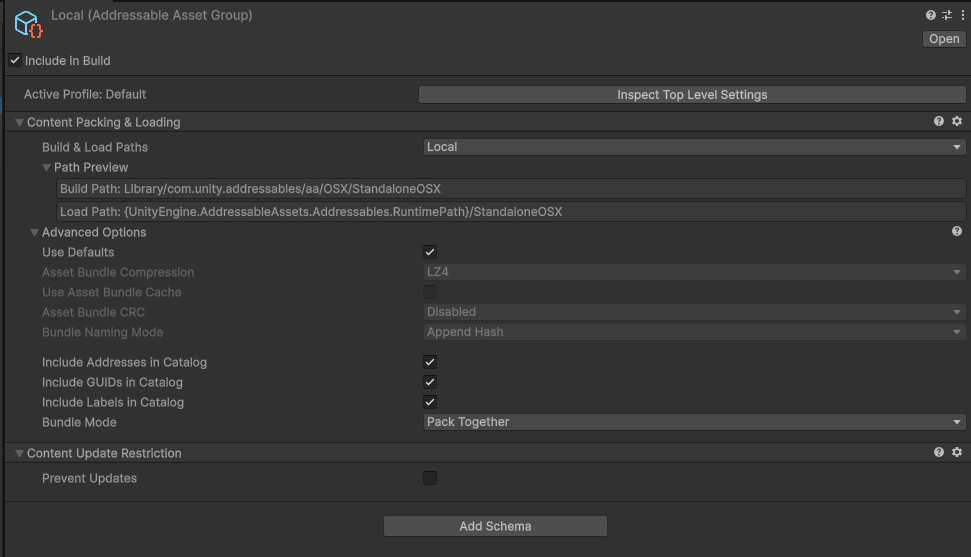 Local (Addressable Asset Group)
Open
Include in Build
Active Profile: Default
Inspect Top Level Settings
Content Packing & Loading
Build & Load Paths
Local
Path Preview
Build Path: Library/com.unity.addressables/aa/OSX/StandaloneOSX
Load Path: {UnityEngine.AddressableAssets.Addressables.RuntimePath}/StandaloneOSX
Advanced Options
Use Defaults
Asset Bundle Compression
LZ4
Use Asset Bundle Cache
Asset Bundle CRC
Disabled
Bundle Naming Mode
Append Hash
Include Addresses in Catalog
Include GUIDs in Catalog
Include Labels in Catalog
Bundle Mode
Pack Together
Content Update Restriction
Prevent Updates
Add Schema